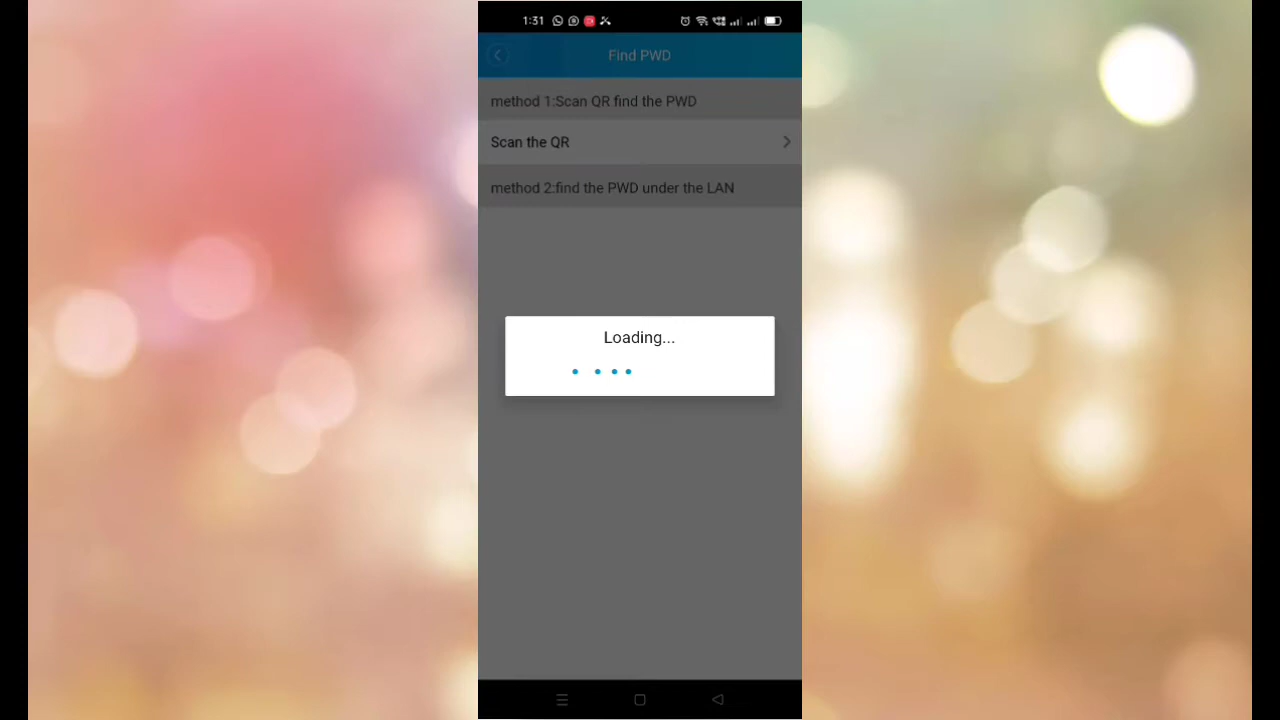 1:31
Find PWD
method 1:Scan QR find the PWD
Scan the QR
method 2:find the PWD under the LAN
Loading...